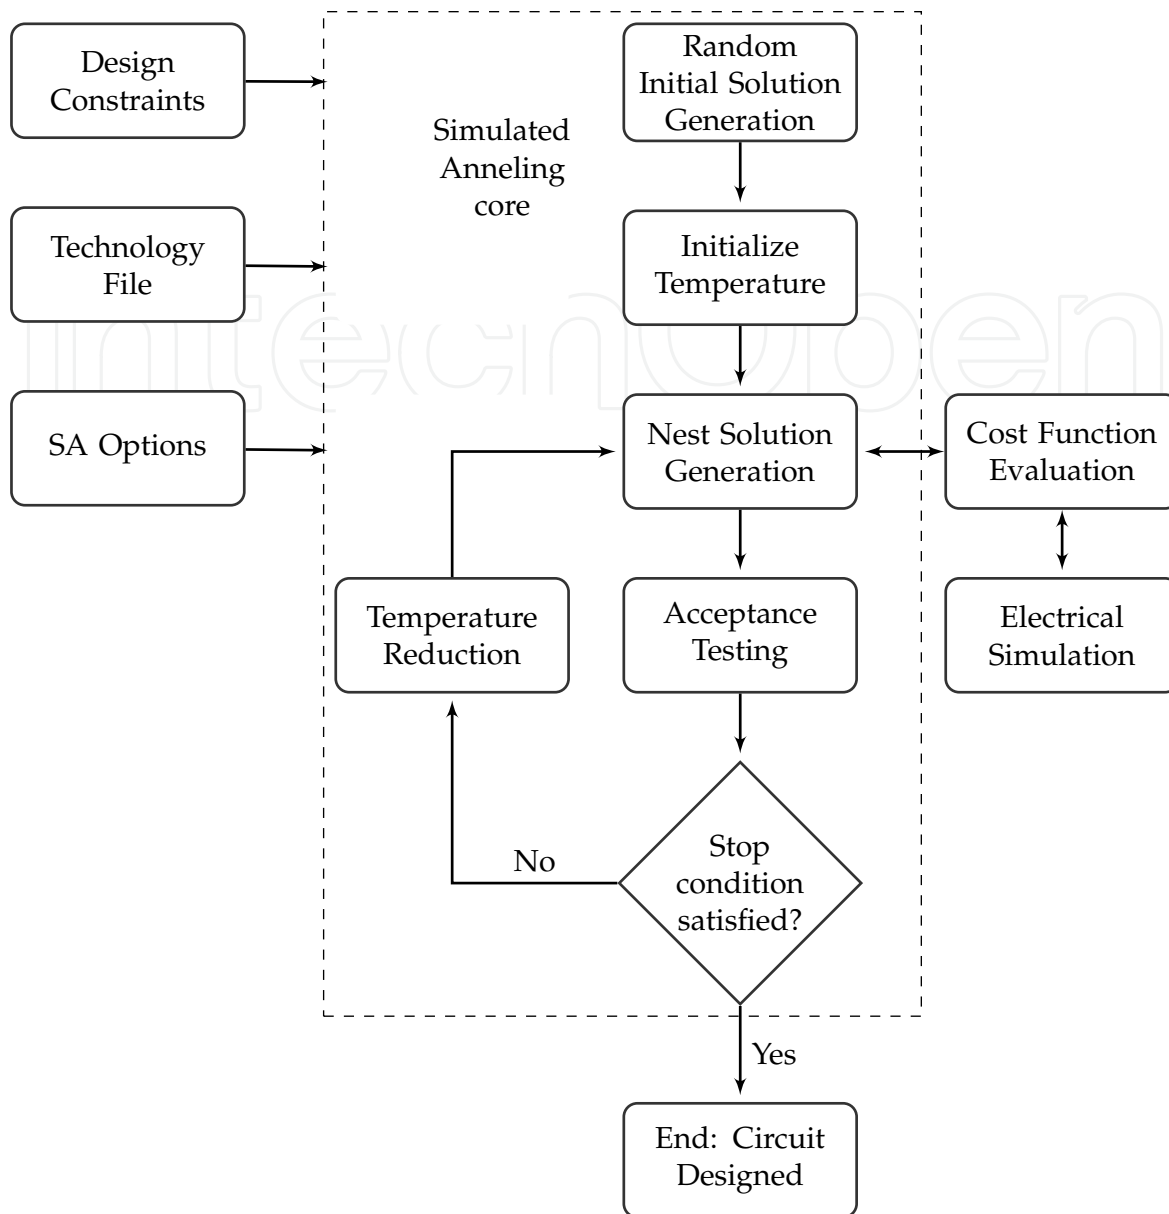 Design
Constraints
Technology
File
SA Options
Simulated
Anneling
core
Random
Initial Solution
Generation
Initialize
Temperature
Nest Solution
Generation
Cost Function
Evaluation
Temperature
Reduction
Acceptance
Testing
Electrical
Simulation
No
Stop
condition
satisfied?
Yes
End: Circuit
Designed
IntechOpen